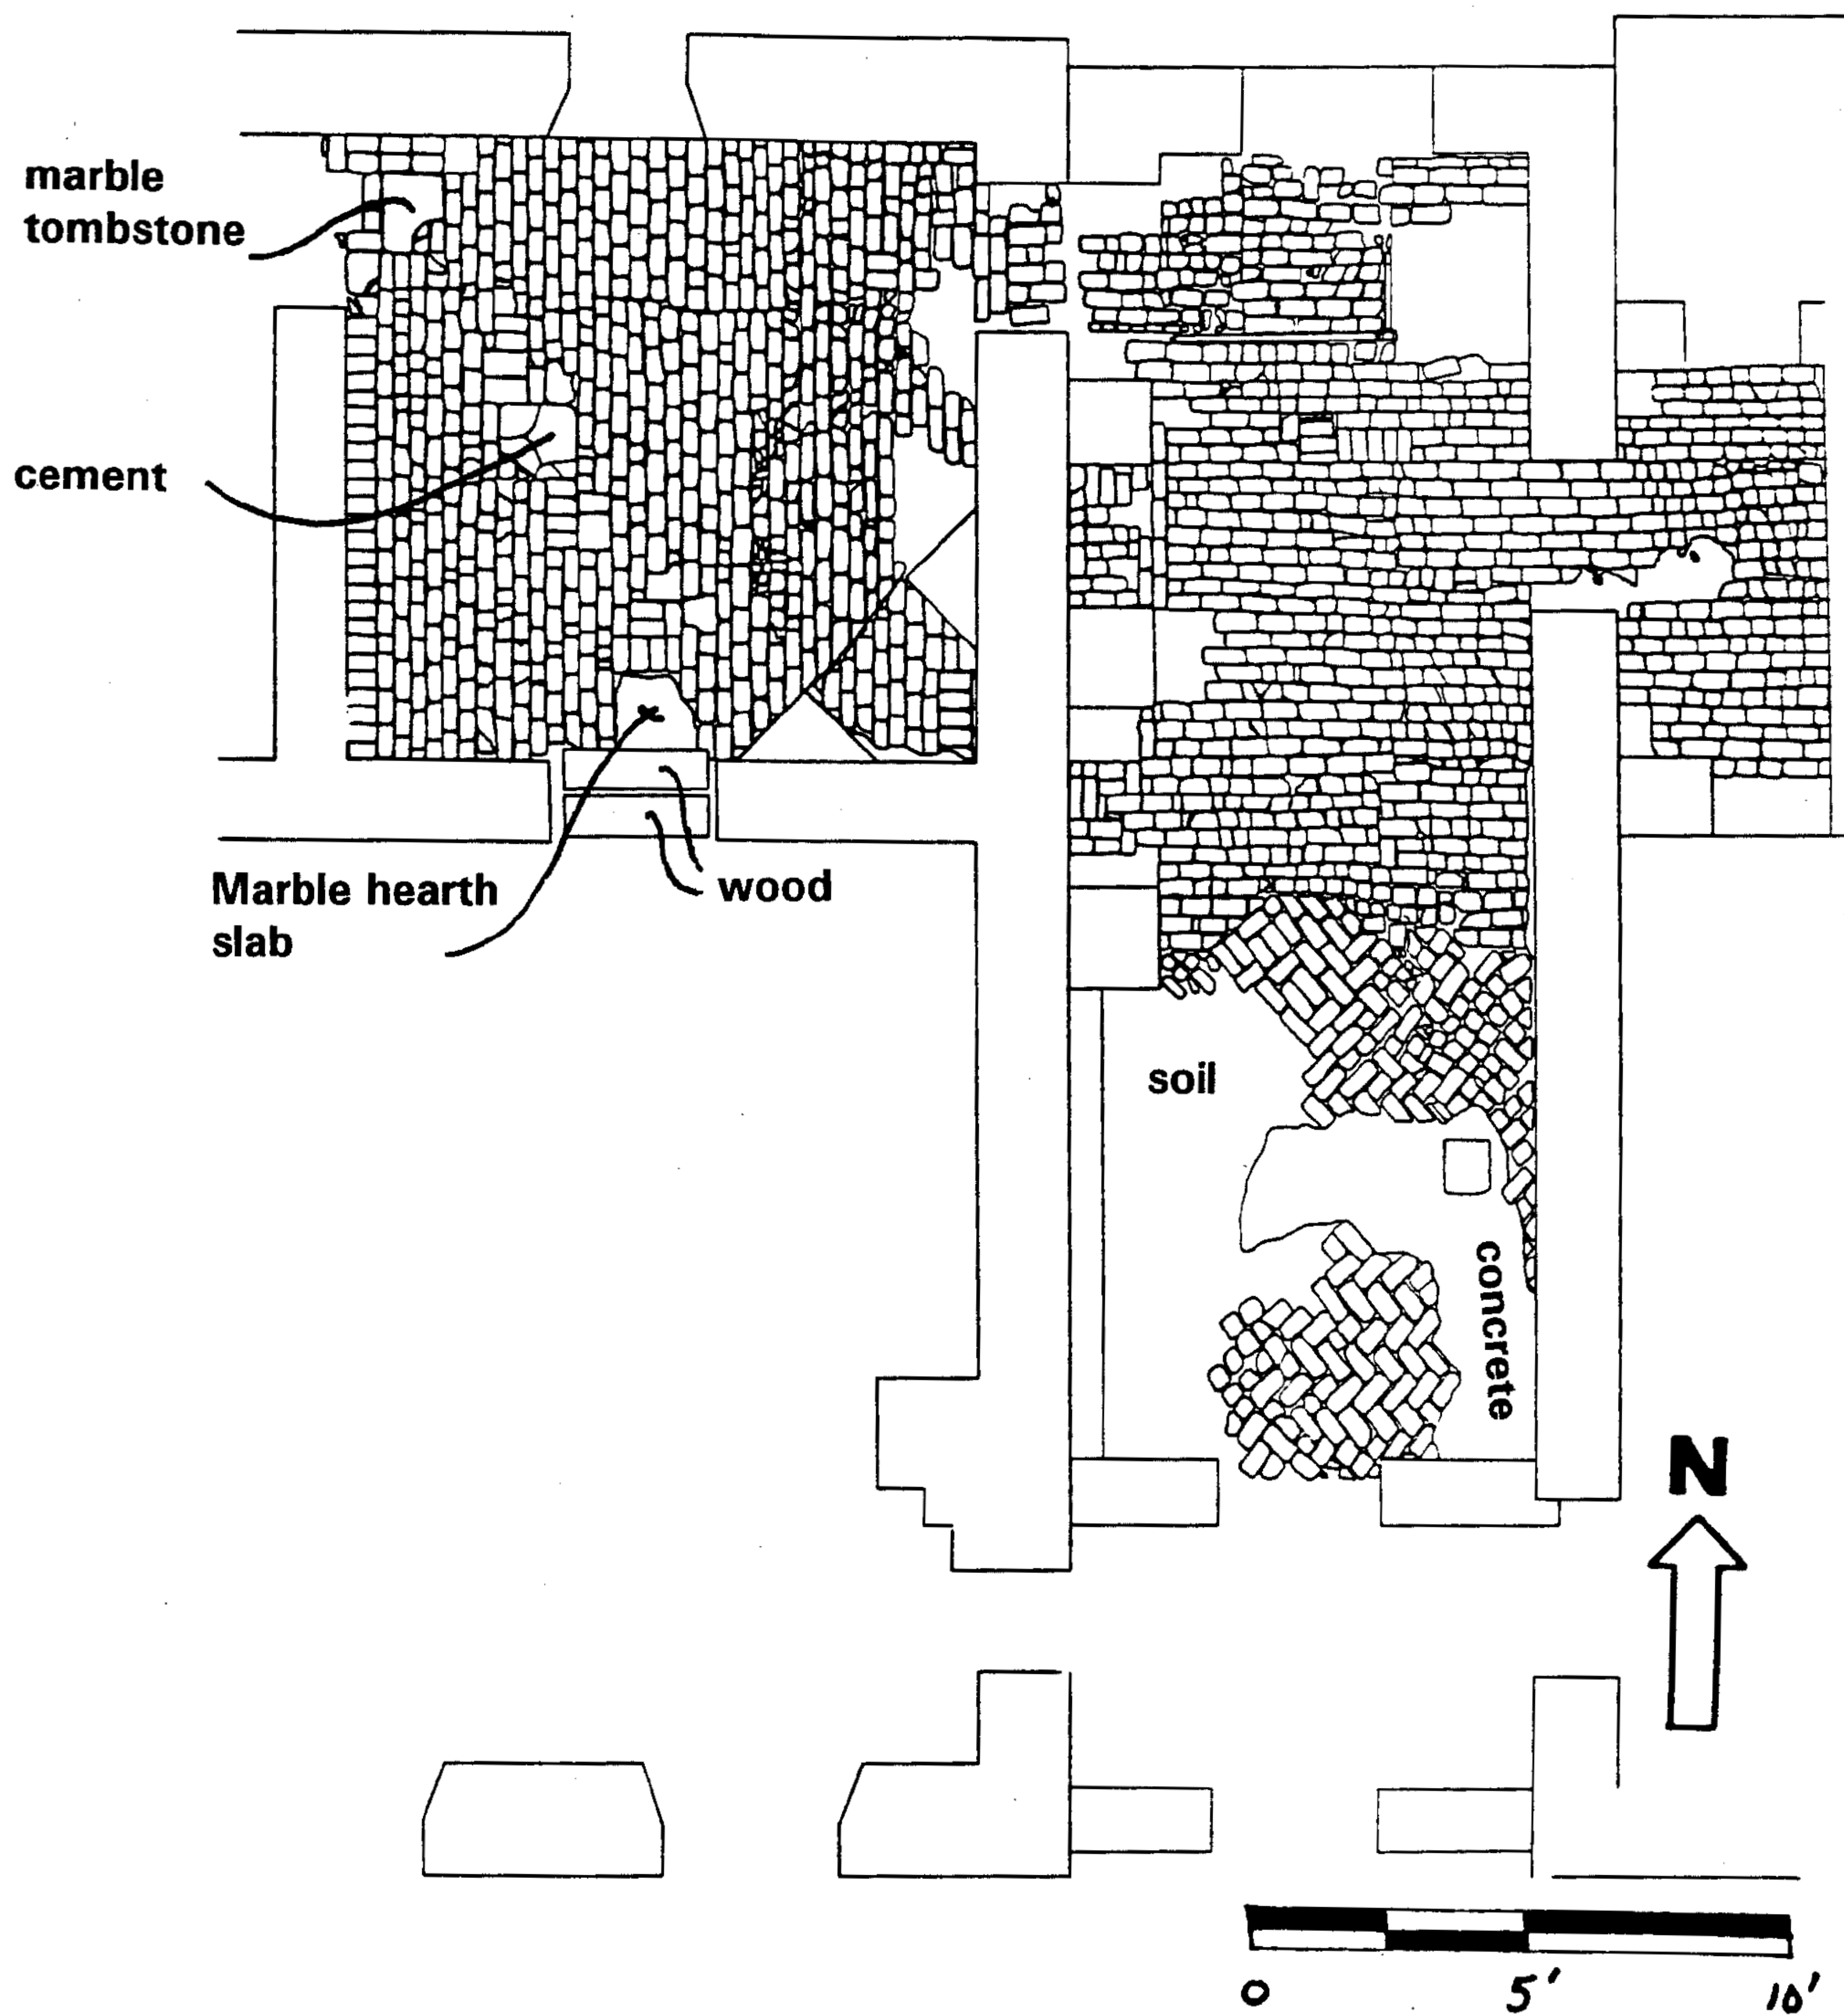 marble
tombstone
cement
Marble hearth
slab
wood
soil
concrete
N
0 5' 10'